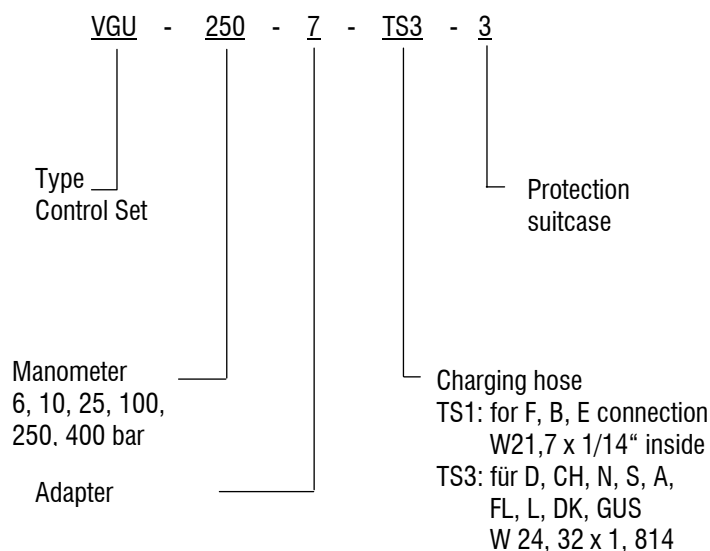 VGU - 250 - 7 - TS3 - 3
Type
Control Set
Protection
suitcase
Manometer
6, 10, 25, 100,
250, 400 bar
Adapter
Charging hose
TS1: for F, B, E connection
W21,7 x 1/14“ inside
TS3: für D, CH, N, S, A,
FL, L, DK, GUS
W 24, 32 x 1, 814